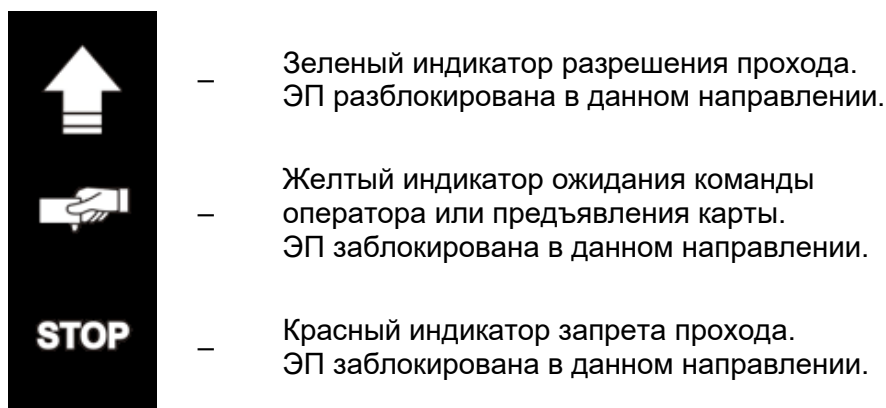 – Зеленый индикатор разрешения прохода.
ЭП разблокирована в данном направлении.
Желтый индикатор ожидания команды
– оператора или предъявления карты.
ЭП заблокирована в данном направлении.
STOP – Красный индикатор запрета прохода.
ЭП заблокирована в данном направлении.